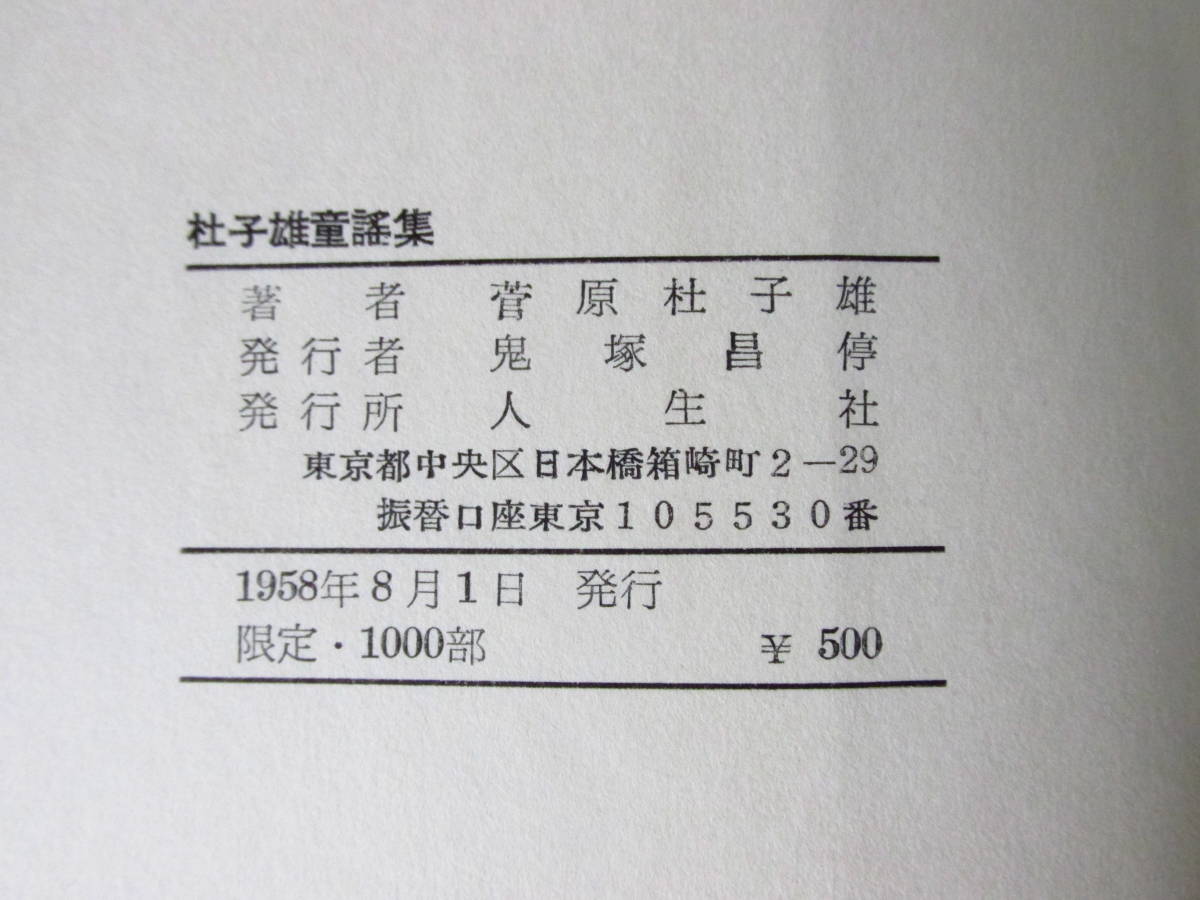 杜子雄童謡集
著者 菅原杜子雄
発行者 鬼塚昌停
発行所 人生社
東京都中央区日本橋箱崎町2―29
振替口座東京105530番
1958年8月1日 発行
限定・1000部 ¥500